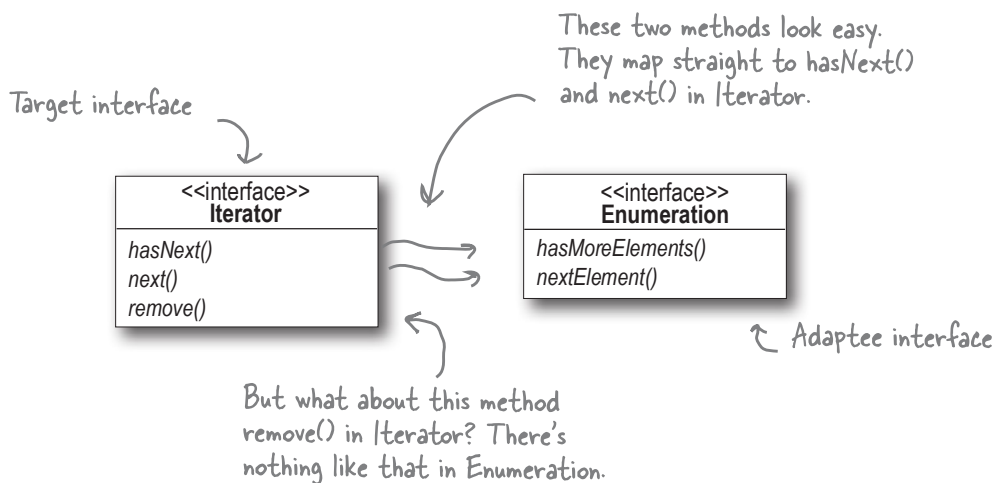 These two methods look easy.
They map straight to hasNext()
and next() in Iterator.
Target interface
<<interface>>
Iterator
hasNext()
next()
remove()
<<interface>>
Enumeration
hasMoreElements()
nextElement()
Adaptee interface
But what about this method
remove() in Iterator? There's
nothing like that in Enumeration.